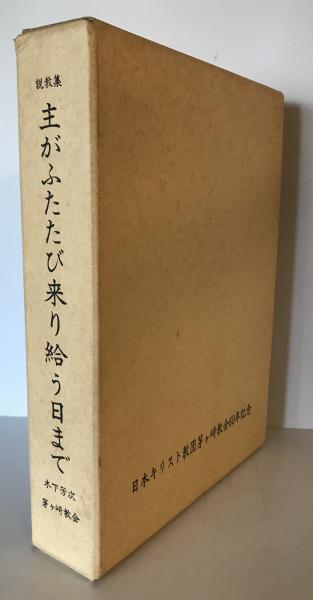 説教集
主がふたたび来り給う日まで
木下芳次
茅ヶ崎教会
日本キリスト教団茅ヶ崎教会60年記念